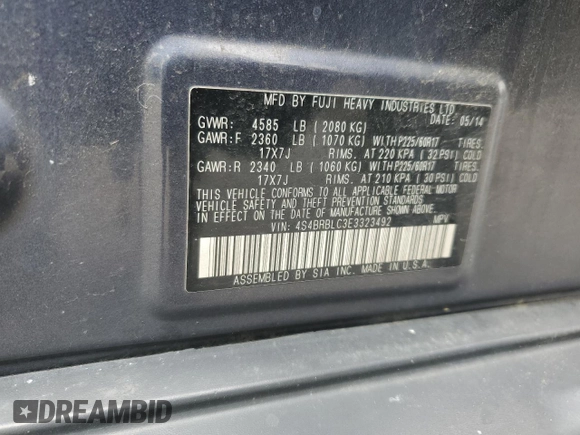 MFD BY FUJI HEAVY INDUSTRIES LTD.
GVWR: 4585 LB ( 2080 KG) DATE: 05/14
GAWR:F 2360 LB ( 1070 KG) WITH P225/60R17 TIRES.
17X7J RIMS. AT 220 KPA ( 32 PSI) COLD
GAWR:R 2340 LB ( 1060 KG) WITH P225/60R17 TIRES.
17X7J RIMS. AT 210 KPA ( 30 PSI) COLD
THIS VEHICLE CONFORMS TO ALL APPLICABLE FEDERAL MOTOR
VEHICLE SAFETY AND THEFT PREVENTION STANDARDS
IN EFFECT ON THE DATE OF MANUFACTURE SHOWN ABOVE.
VIN: 4S4BRBLC3E3323492 MPV
ASSEMBLED BY SIA INC. MADE IN U.S.A.
DREAMBID